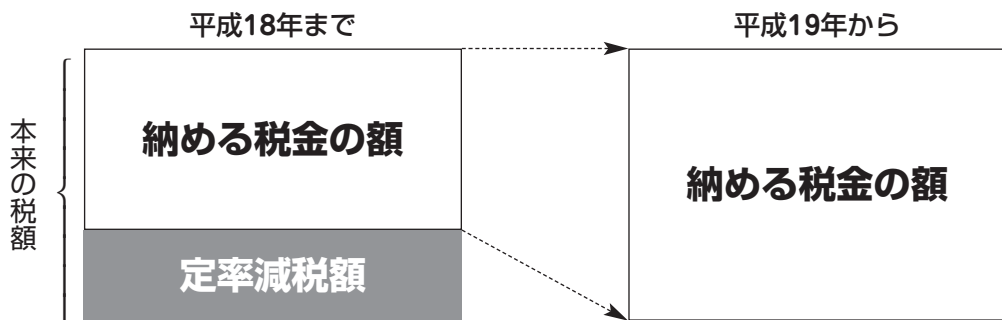 平成18年まで
平成19年から
本来の税額
納める税金の額
定率減税額
納める税金の額